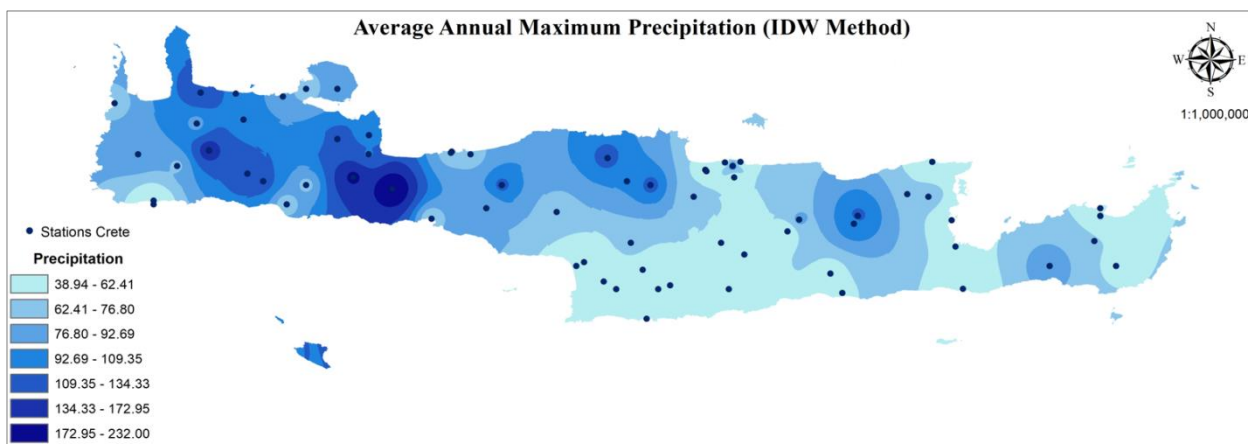 Average Annual Maximum Precipitation (IDW Method)
N
W E
S
1:1,000,000
Stations Crete
Precipitation
38.94 - 62.41
62.41 - 76.80
76.80 - 92.69
92.69 - 109.35
109.35 - 134.33
134.33 - 172.95
172.95 - 232.00